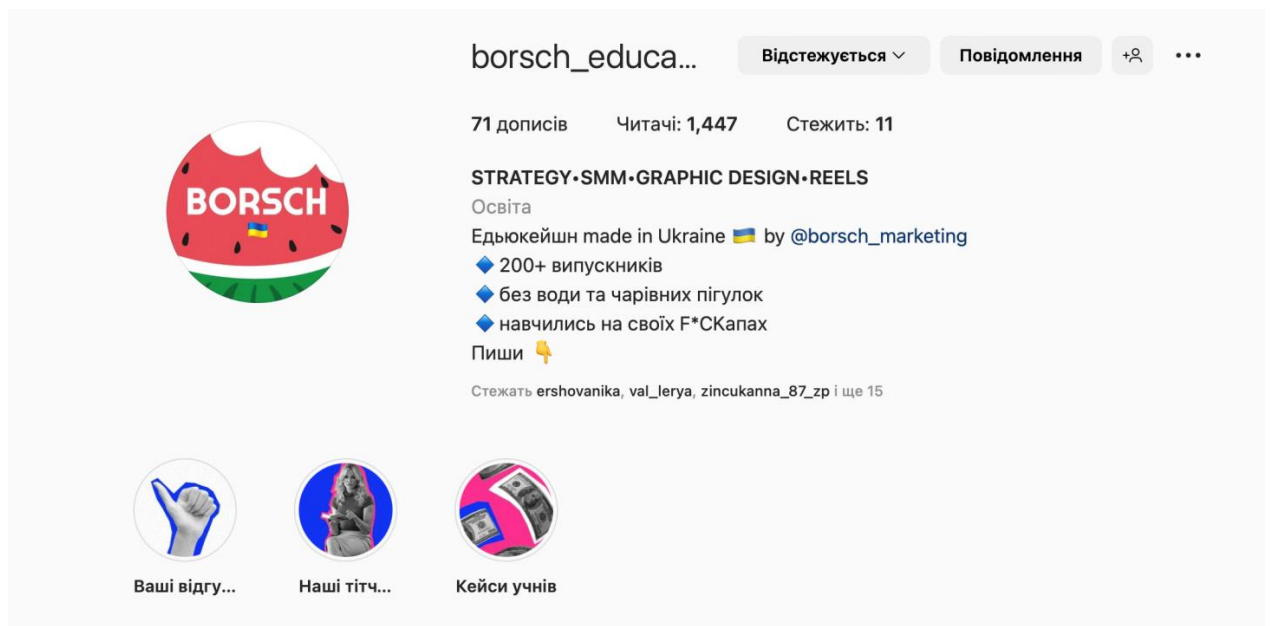 borsch_educa...
Відстежується
Повідомлення
71 дописів Читачі: 1,447 Стежить: 11
BORSCH
STRATEGY•SMM•GRAPHIC DESIGN•REELS
Освіта
Едьюкейшн made in Ukraine 🇺🇦 by @borsch_marketing
🔷 200+ випускників
🔷 без води та чарівних пігулок
🔷 навчились на своїх F*CKапах
Пиши 👇
Стежать ershovanika, val_lerya, zincukanna_87_zp і ще 15
Ваші відгу...
Наші тітч...
Кейси учнів